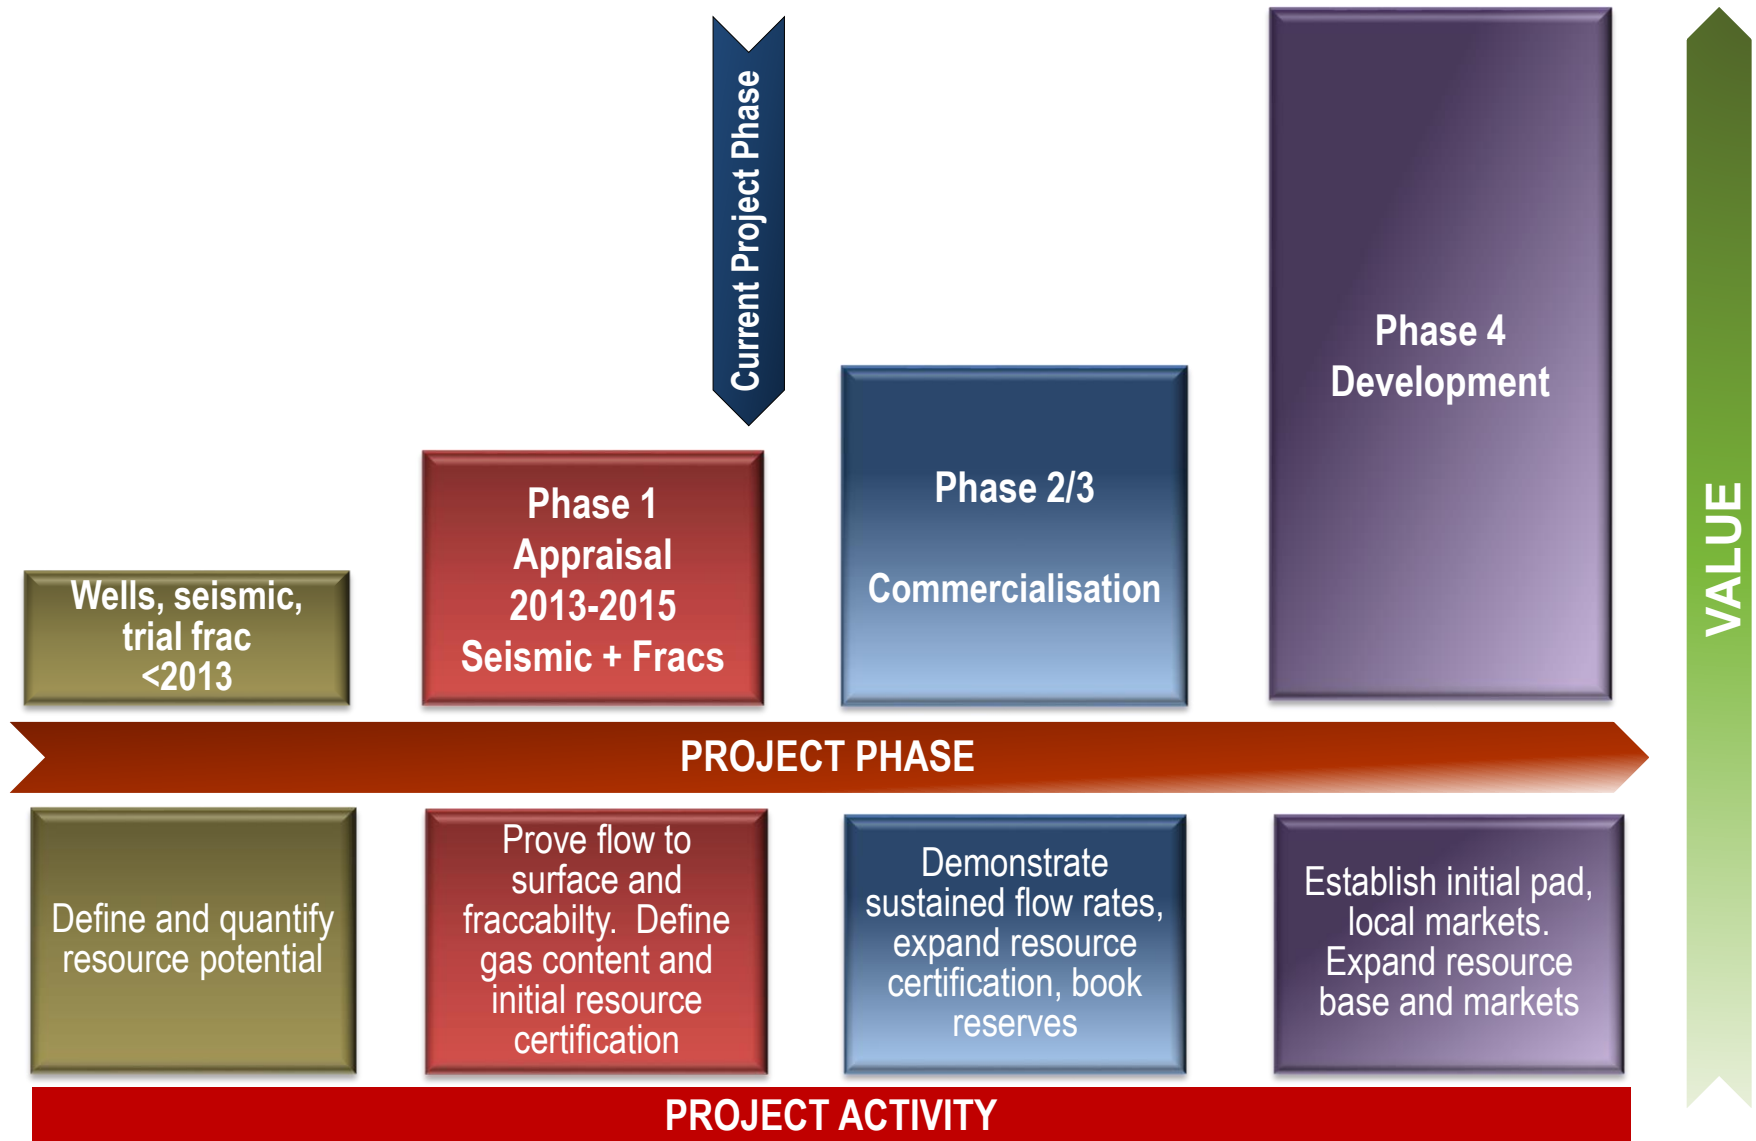 Current Project Phase
Phase 4
Development
Phase 2/3
Commercialisation
Phase 1
Appraisal
2013-2015
Seismic + Fracs
Wells, seismic,
trial frac
<2013
VALUE
PROJECT PHASE
Define and quantify
resource potential
Prove flow to
surface and
fraccabilty.  Define
gas content and
initial resource
certification
Demonstrate
sustained flow rates,
expand resource
certification, book
reserves
Establish initial pad,
local markets.
Expand resource
base and markets
PROJECT ACTIVITY